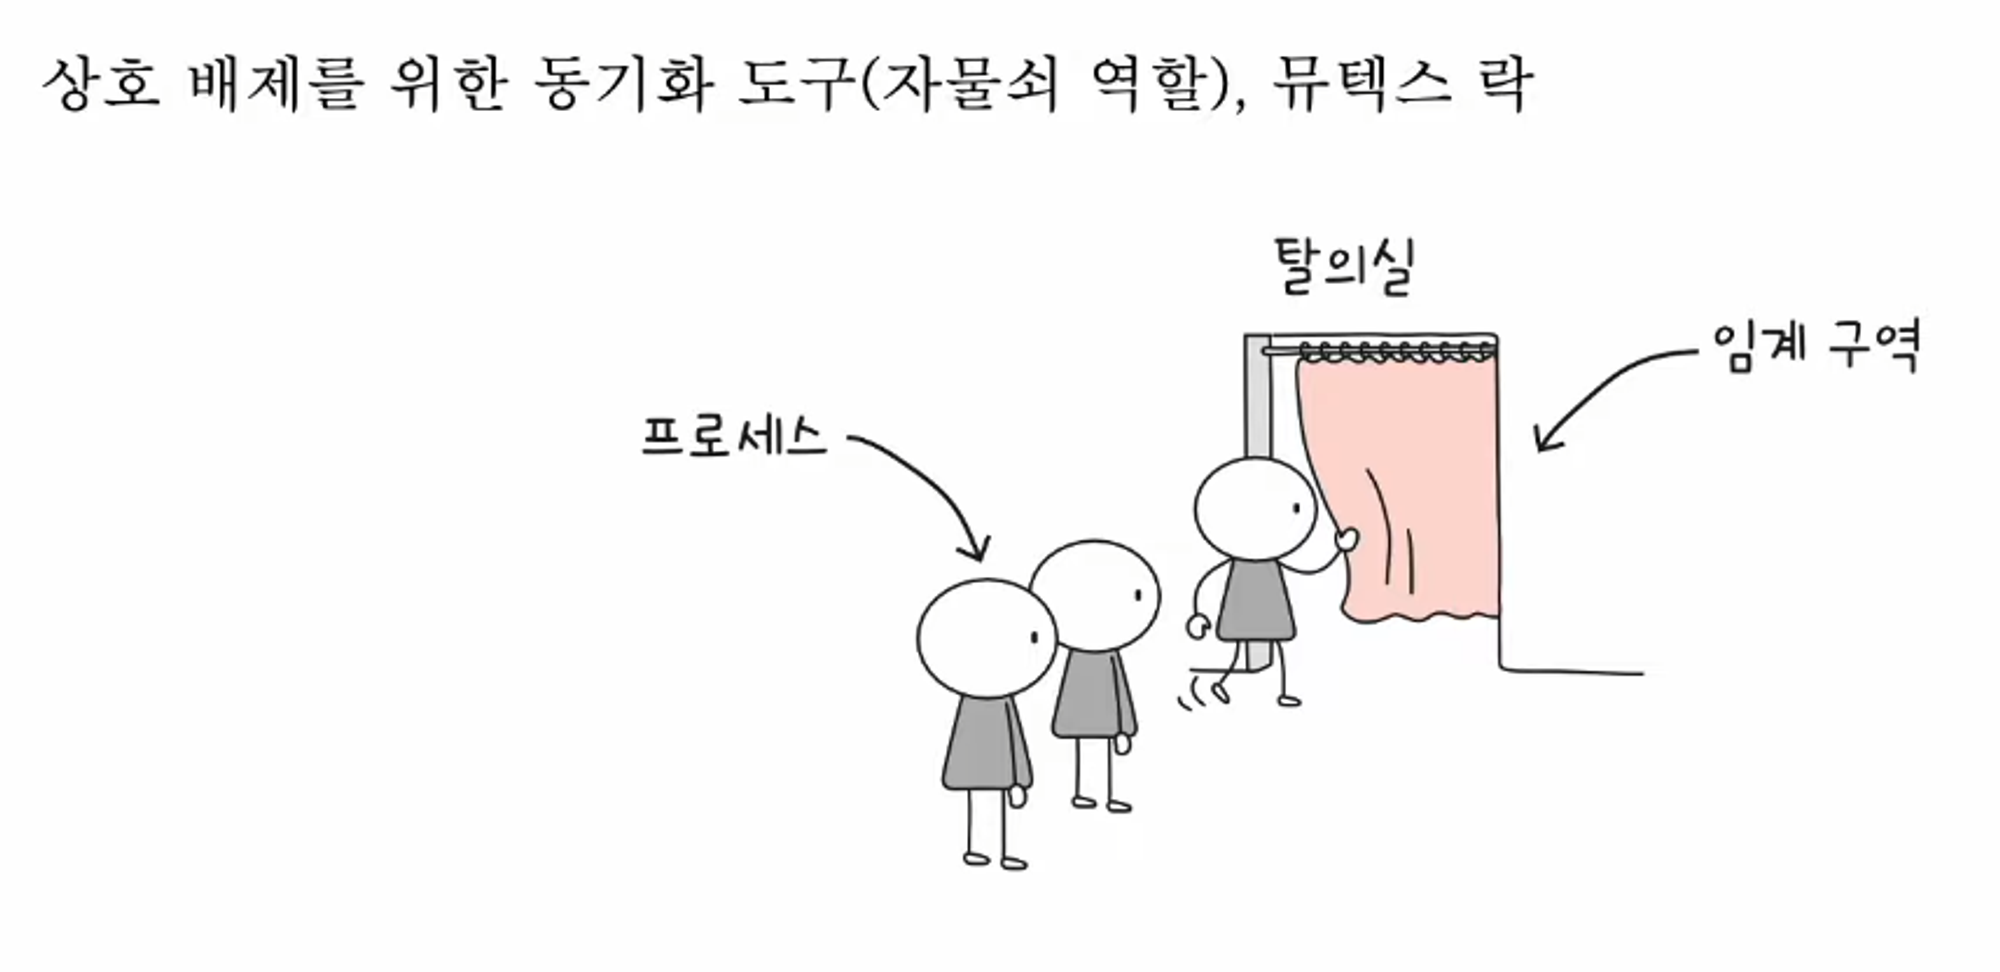 상호 배제를 위한 동기화 도구(자물쇠 역할), 뮤텍스 락
탈의실
임계 구역
프로세스